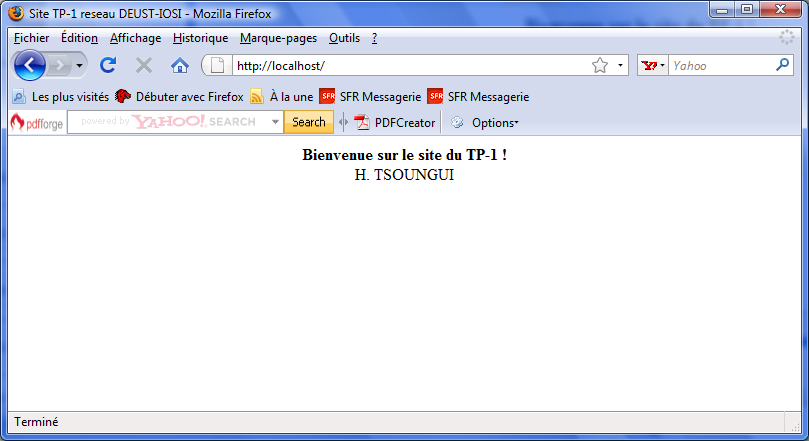 Site TP-1 reseau DEUST-IOSI - Mozilla Firefox
Fichier Édition Affichage Historique Marque-pages Outils ?
http://localhost/ Yahoo
Les plus visités Débuter avec Firefox À la une SFR SFR Messagerie SFR SFR Messagerie
pdfforge powered by YAHOO! SEARCH Search PDFCreator Options
Bienvenue sur le site du TP-1 !
H. TSOUNGUI
Terminé